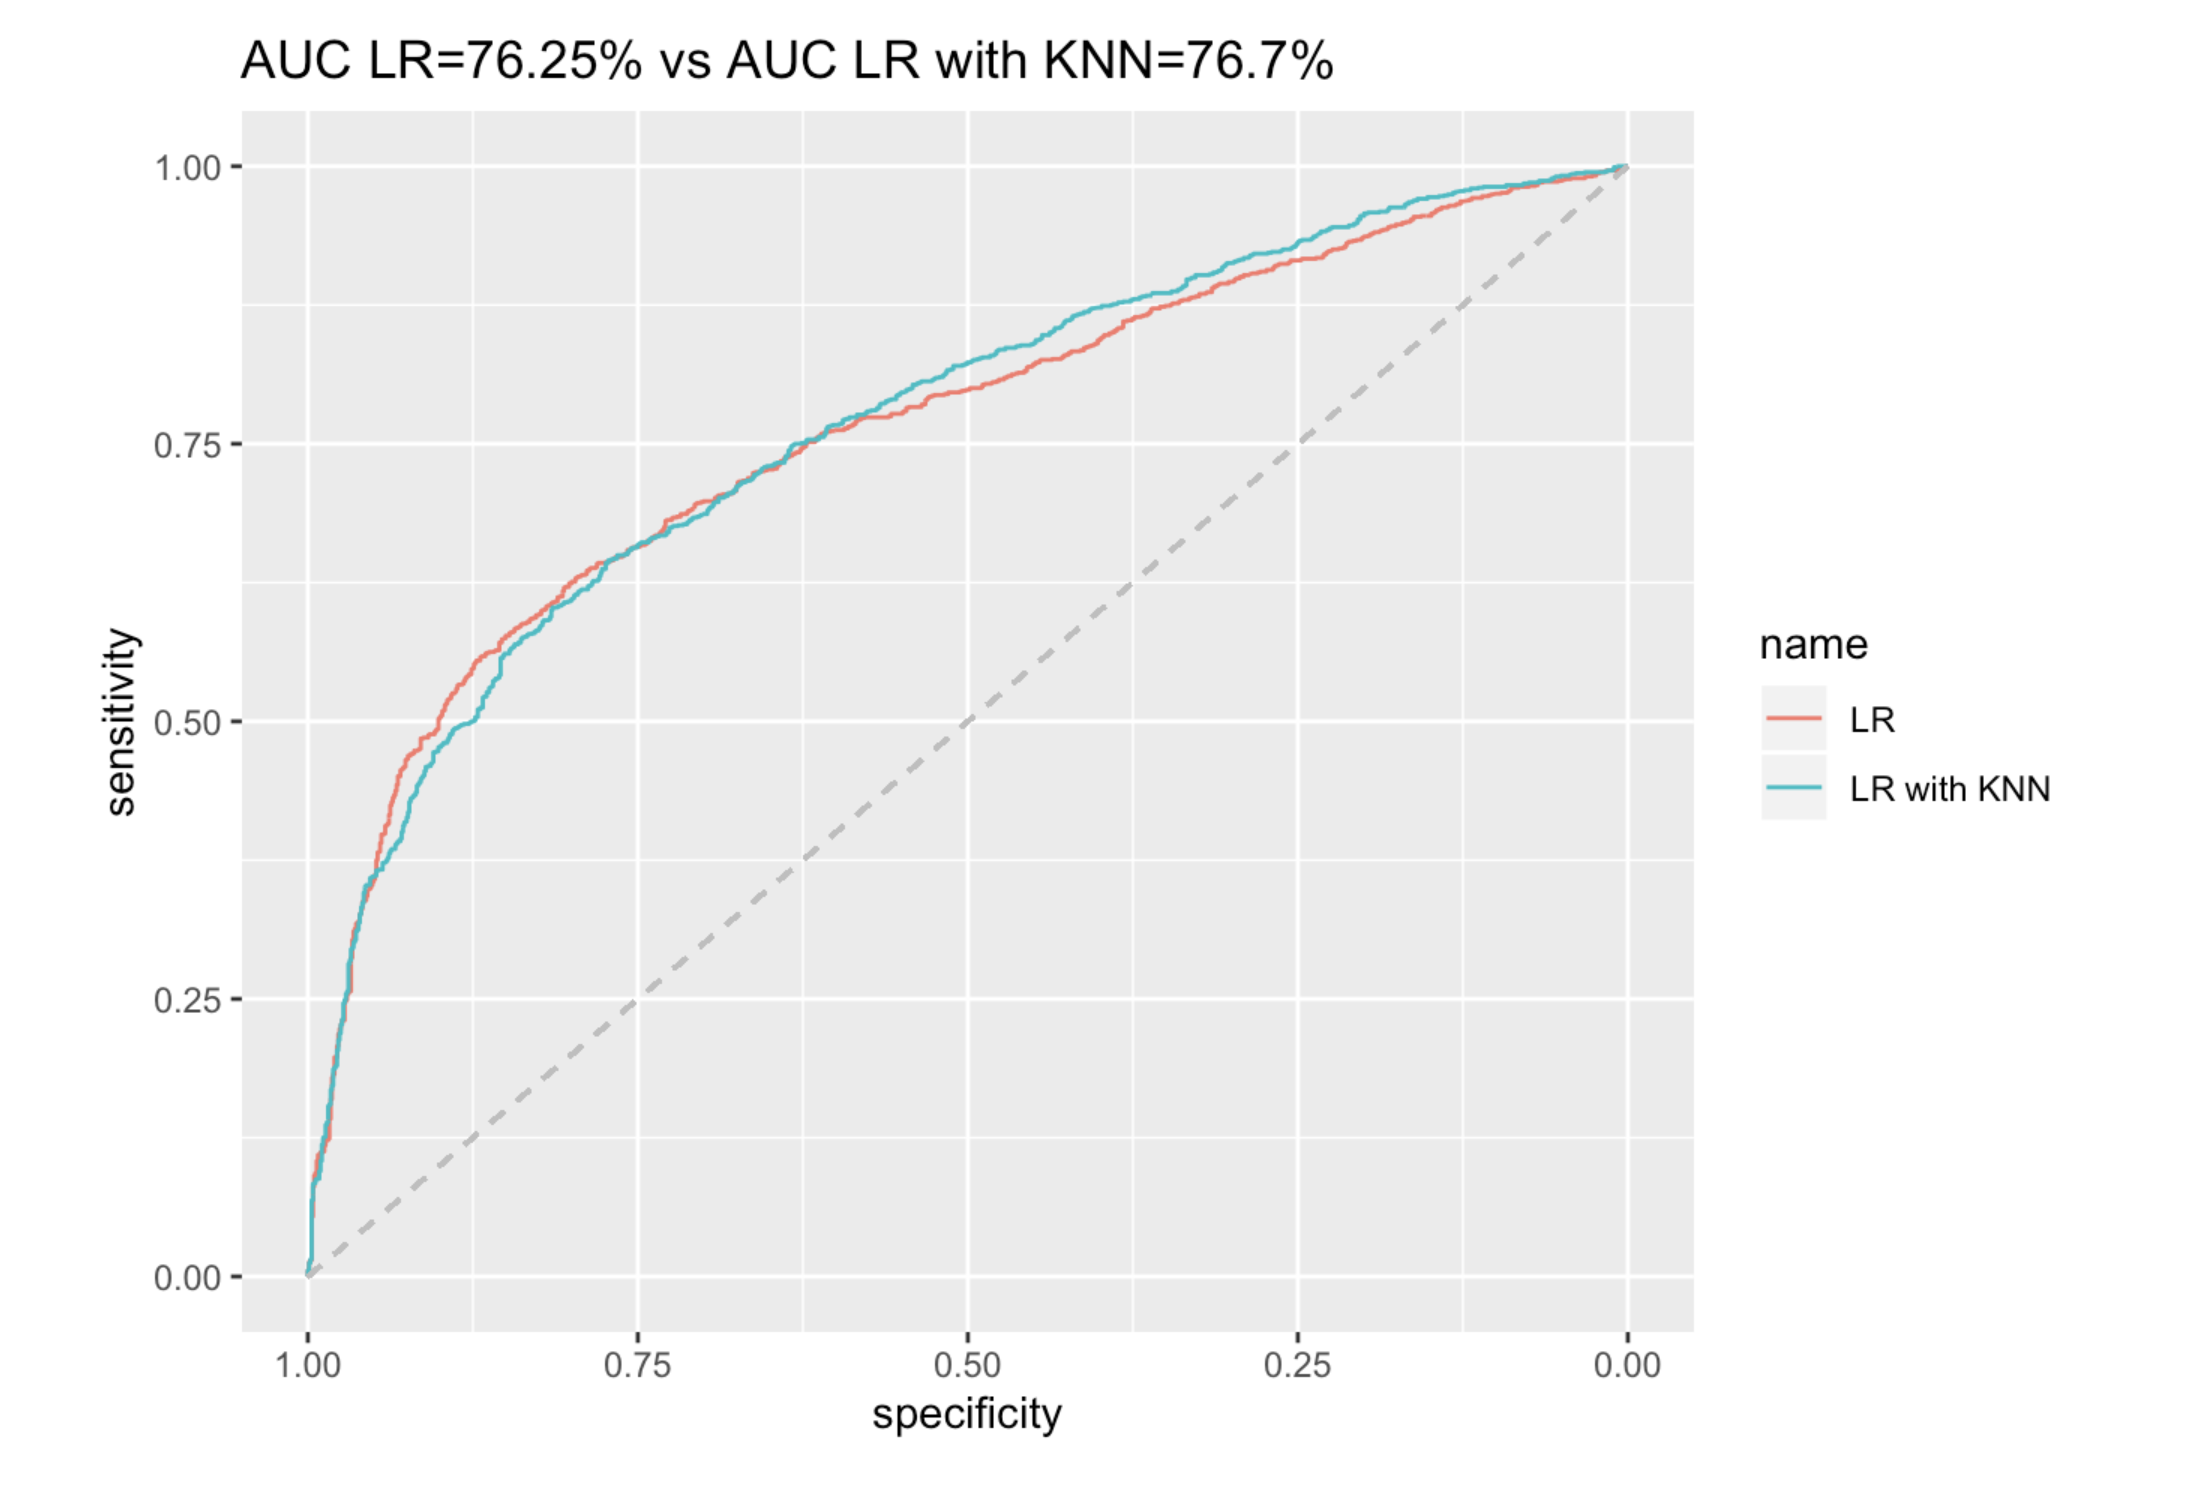 AUC LR=76.25% vs AUC LR with KNN=76.7%
1.00
0.75
0.50
0.25
0.00
sensitivity
1.00 0.75 0.50 0.25 0.00
specificity
name
LR
LR with KNN